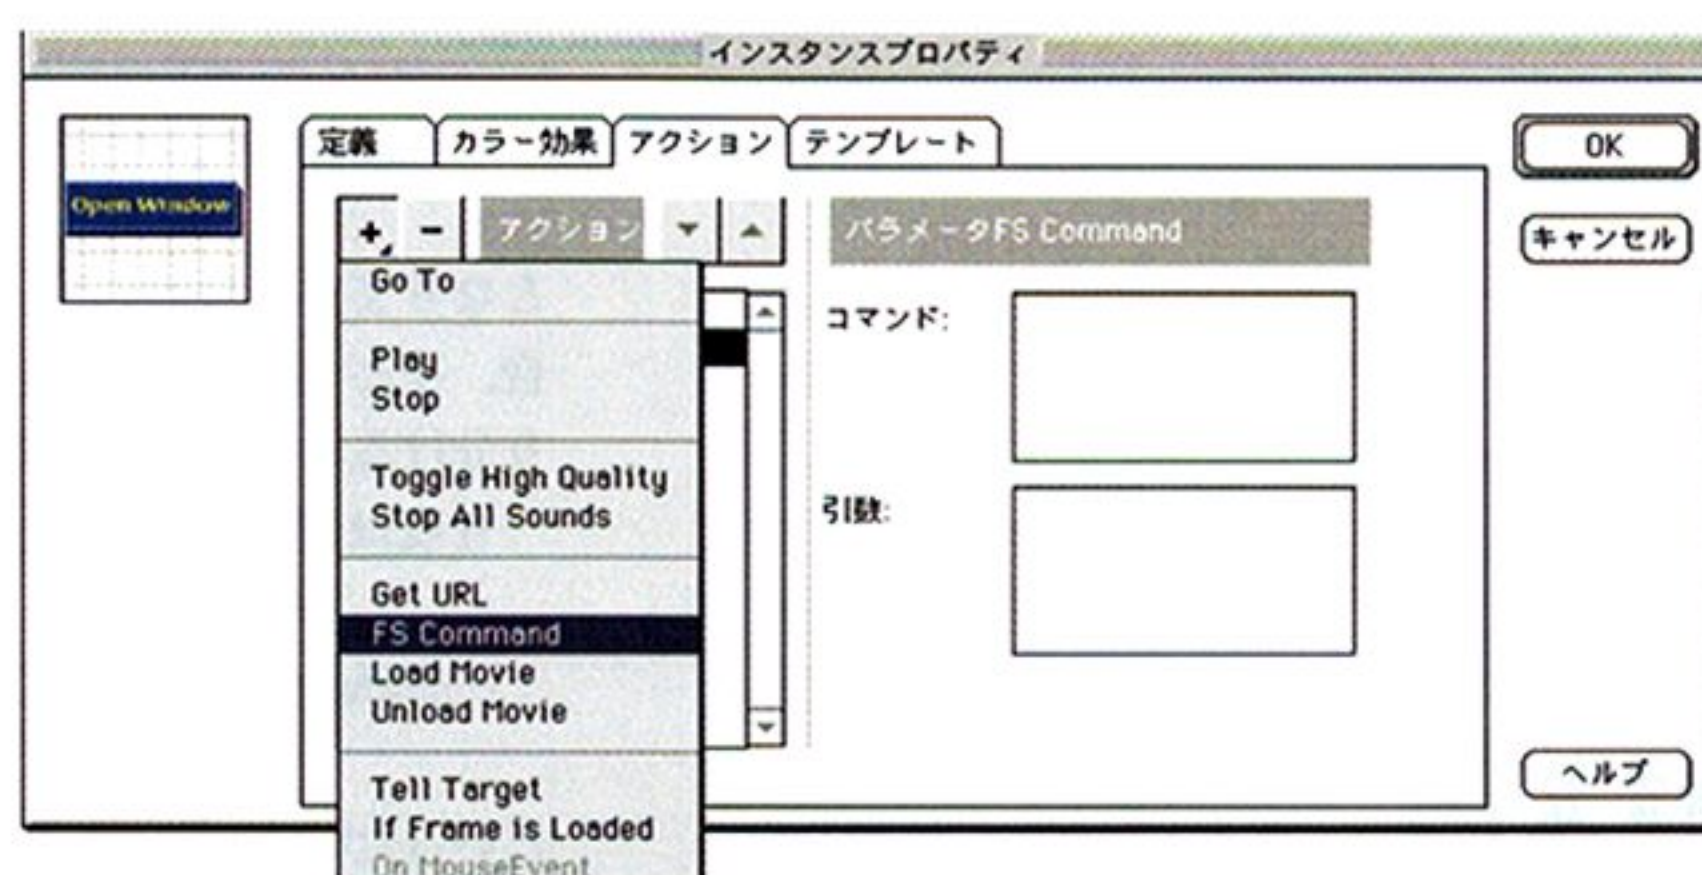 インスタンスプロパティ
Open Window
定義
カラー効果
アクション
テンプレート
OK
キャンセル
+
-
アクション
パラメータFS Command
Go To
Play
Stop
Toggle High Quality
Stop All Sounds
Get URL
FS Command
Load Movie
Unload Movie
Tell Target
If Frame is Loaded
On MouseEvent
コマンド:
引数:
ヘルプ